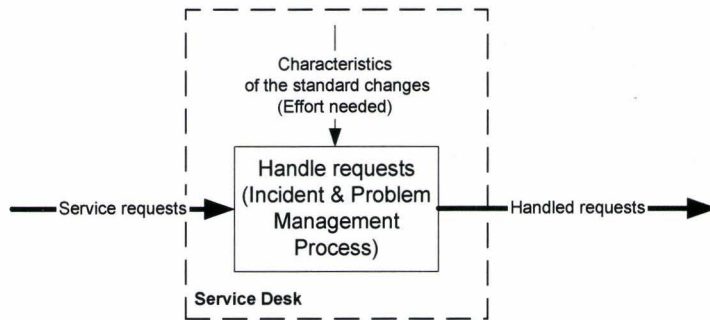 Characteristics
of the standard changes
(Effort needed)
Handle requests
(Incident & Problem
Management
Process)
Service requests
Handled requests
Service Desk